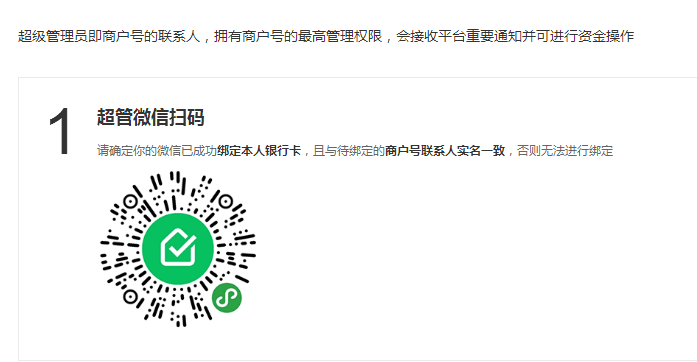 超级管理员即商户号的联系人，拥有商户号的最高管理权限，会接收平台重要通知并可进行资金操作
1
超管微信扫码
请确定你的微信已成功绑定本人银行卡，且与待绑定的商户号联系人实名一致，否则无法进行绑定